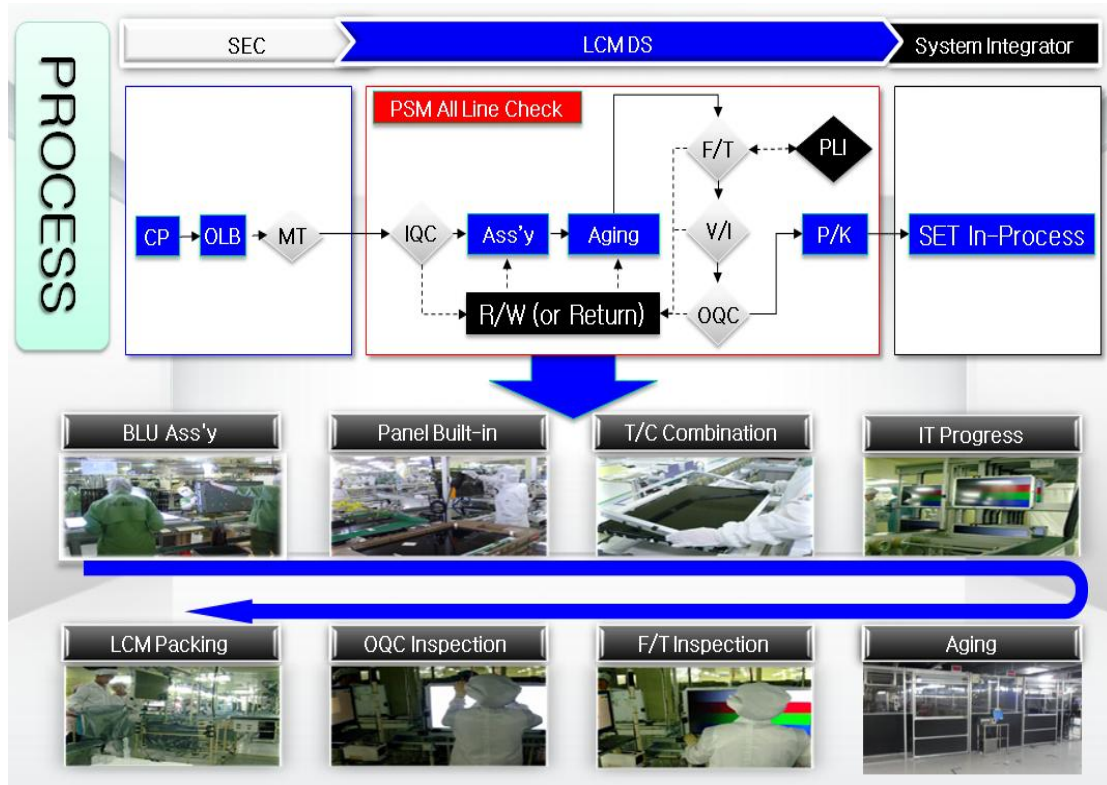 PROCESS
SEC
LCM DS
System Integrator
PSM All Line Check
F/T
PLI
CP
OLB
MT
IQC
Ass'y
Aging
V/I
P/K
SET In-Process
R/W (or Return)
OQC
BLU Ass'y
Panel Built-in
T/C Combination
IT Progress
LCM Packing
OQC Inspection
F/T Inspection
Aging